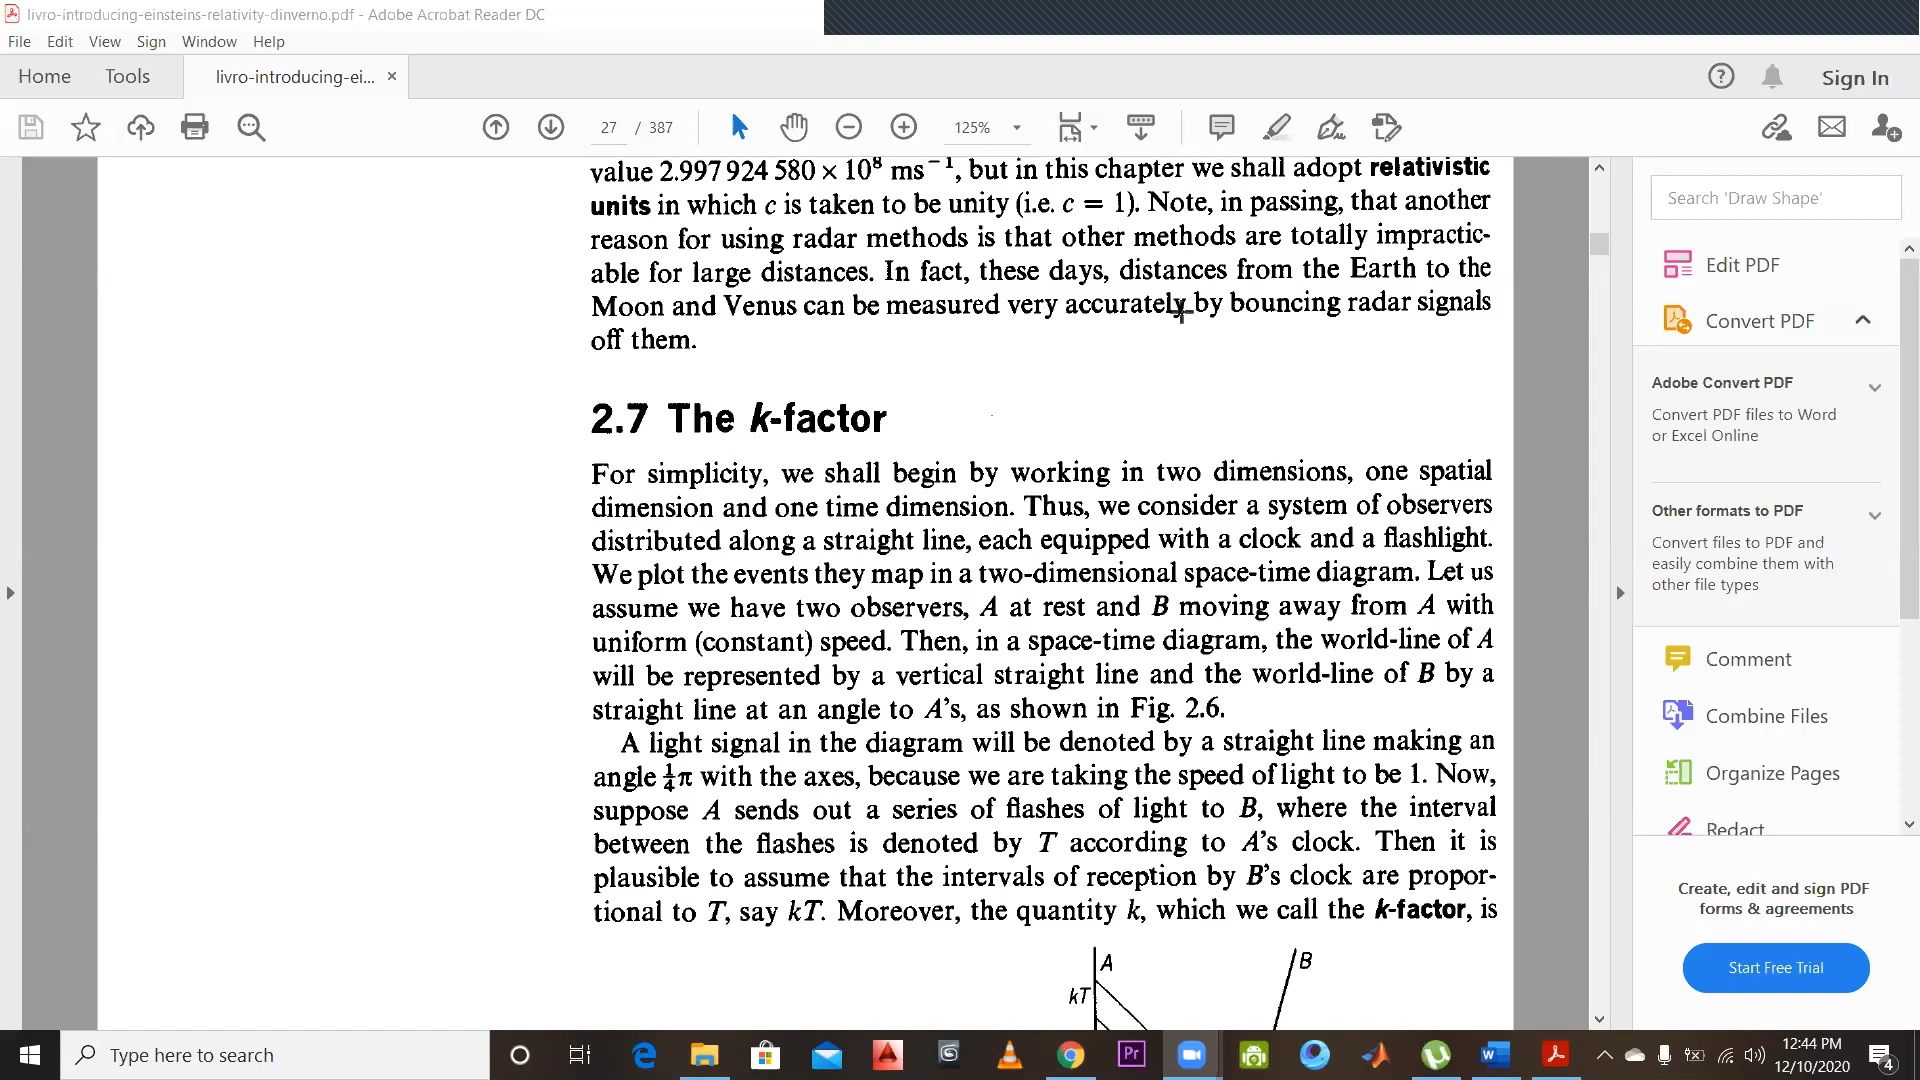 livro-introducing-einsteins-relativity-dinverno.pdf - Adobe Acrobat Reader DC
File Edit View Sign Window Help
Home Tools livro-introducing-ei... × Sign In
27 / 387 125%
value 2.997 924 580 × 10⁸ ms⁻¹, but in this chapter we shall adopt relativistic
units in which c is taken to be unity (i.e. c = 1). Note, in passing, that another
reason for using radar methods is that other methods are totally impractic-
able for large distances. In fact, these days, distances from the Earth to the
Moon and Venus can be measured very accurately by bouncing radar signals
off them.
2.7 The k-factor
For simplicity, we shall begin by working in two dimensions, one spatial
dimension and one time dimension. Thus, we consider a system of observers
distributed along a straight line, each equipped with a clock and a flashlight.
We plot the events they map in a two-dimensional space-time diagram. Let us
assume we have two observers, A at rest and B moving away from A with
uniform (constant) speed. Then, in a space-time diagram, the world-line of A
will be represented by a vertical straight line and the world-line of B by a
straight line at an angle to A's, as shown in Fig. 2.6.
A light signal in the diagram will be denoted by a straight line making an
angle ¼π with the axes, because we are taking the speed of light to be 1. Now,
suppose A sends out a series of flashes of light to B, where the interval
between the flashes is denoted by T according to A's clock. Then it is
plausible to assume that the intervals of reception by B's clock are propor-
tional to T, say kT. Moreover, the quantity k, which we call the k-factor, is
A B
kT
Search 'Draw Shape'
Edit PDF
Convert PDF
Adobe Convert PDF
Convert PDF files to Word
or Excel Online
Other formats to PDF
Convert files to PDF and
easily combine them with
other file types
Comment
Combine Files
Organize Pages
Redact
Create, edit and sign PDF
forms & agreements
Start Free Trial
Type here to search
Pr
12:44 PM
12/10/2020
4